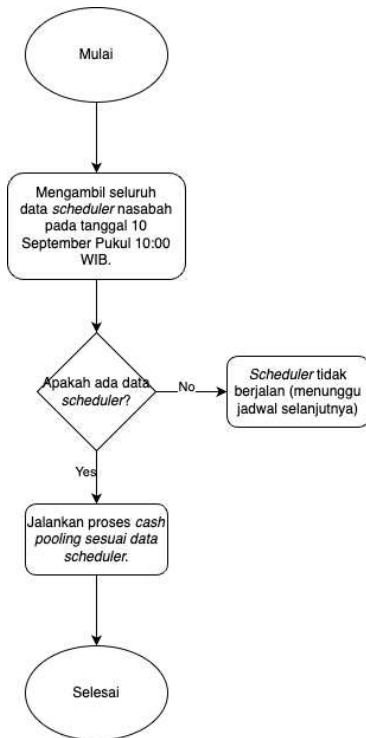 Mulai
Mengambil seluruh
data scheduler nasabah
pada tanggal 10
September Pukul 10:00
WIB.
Apakah ada data
scheduler?
No
Scheduler tidak
berjalan (menunggu
jadwal selanjutnya)
Yes
Jalankan proses cash
pooling sesuai data
scheduler.
Selesai